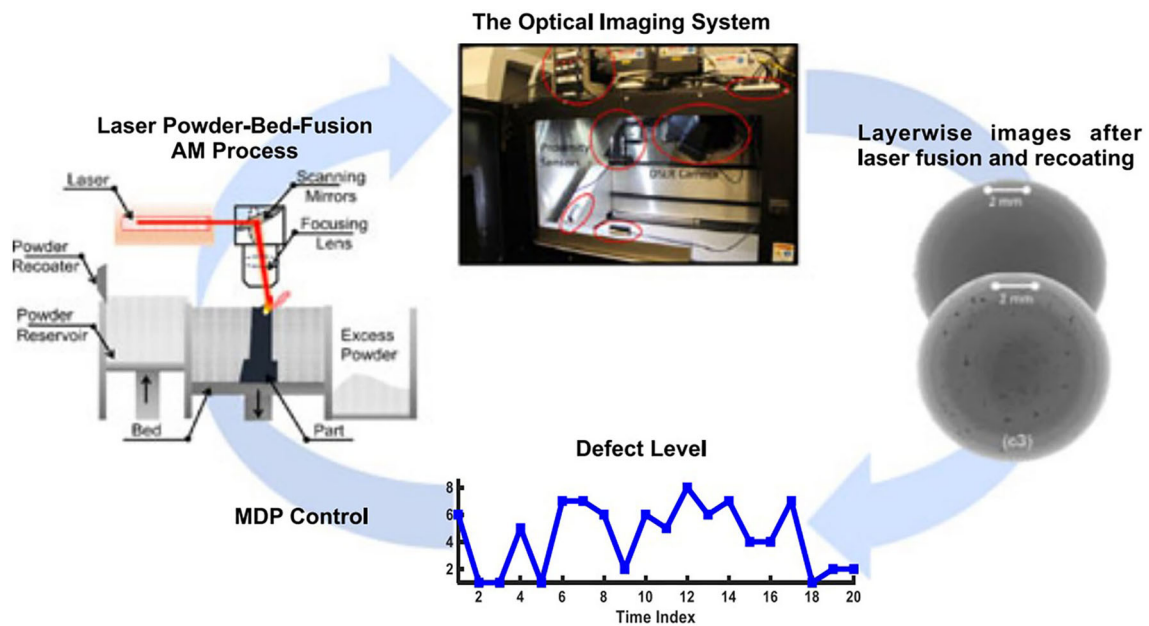 The Optical Imaging System
Laser Powder-Bed-Fusion
AM Process
Laser
Scanning
Mirrors
Focusing
Lens
Powder
Recoater
Powder
Reservoir
Excess
Powder
Bed
Part
Proximity
Sensors
DSLR Camera
Layerwise images after
laser fusion and recoating
2 mm
2 mm
(c3)
Defect Level
MDP Control
8
6
4
2
2 4 6 8 10 12 14 16 18 20
Time Index